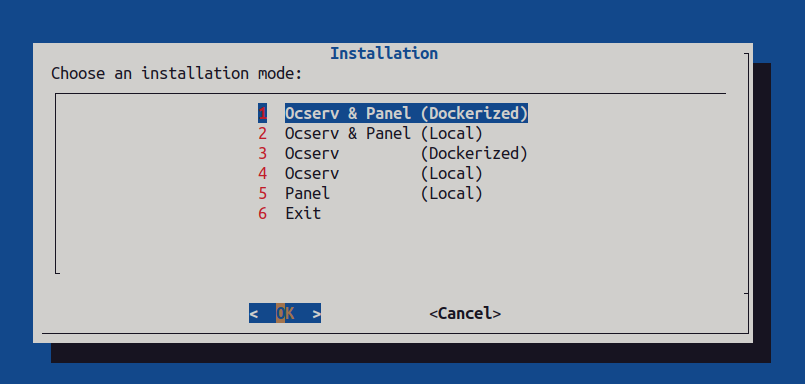 Installation
Choose an installation mode:
1 Ocserv & Panel (Dockerized)
2 Ocserv & Panel (Local)
3 Ocserv (Dockerized)
4 Ocserv (Local)
5 Panel (Local)
6 Exit
< OK > <Cancel>